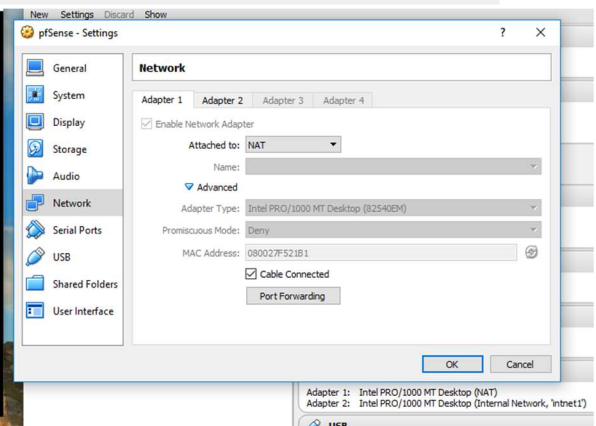 New Settings Discard Show
pfSense - Settings ? ×
General
System
Display
Storage
Audio
Network
Serial Ports
USB
Shared Folders
User Interface
Network
Adapter 1 Adapter 2 Adapter 3 Adapter 4
Enable Network Adapter
Attached to: NAT
Name:
Advanced
Adapter Type: Intel PRO/1000 MT Desktop (82540EM)
Promiscuous Mode: Deny
MAC Address: 080027F521B1
Cable Connected
Port Forwarding
OK Cancel
Adapter 1: Intel PRO/1000 MT Desktop (NAT)
Adapter 2: Intel PRO/1000 MT Desktop (Internal Network, 'intnet1')
USB